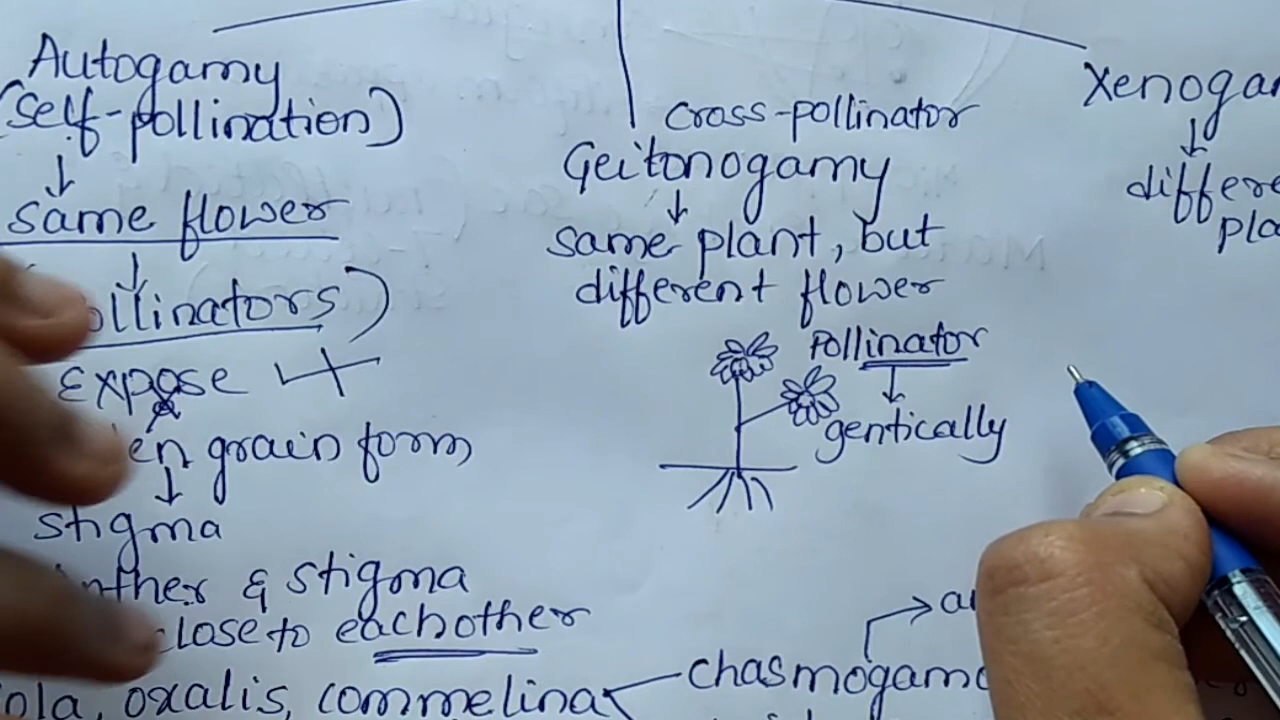 Autogamy
(self-pollination)
same flower
ollinators)
Expose
en grain form
stigma
nther & stigma
close to eachother
ola, oxalis, commelina
cross-pollinator
Geitonogamy
same plant, but
different flower
Pollinator
gentically
chasmogam
Xenoga
differe
pla